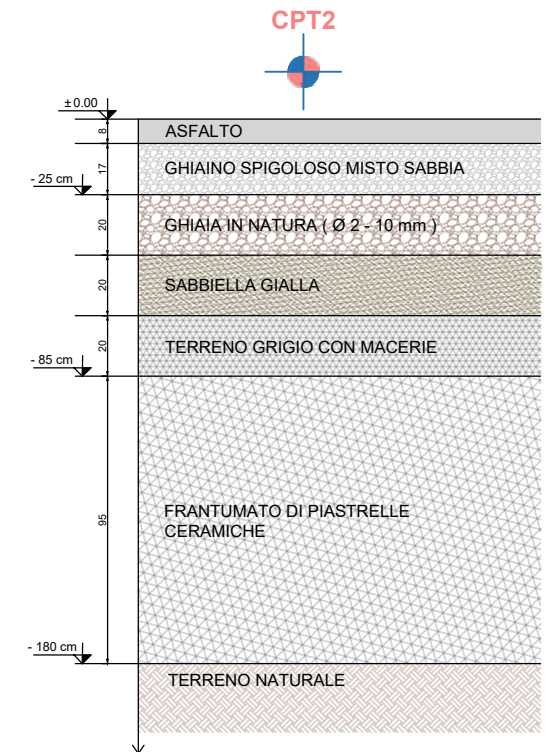 CPT2
±0.00
8
ASFALTO
17
GHIAINO SPIGOLOSO MISTO SABBIA
- 25 cm
20
GHIAIA IN NATURA ( Ø 2 - 10 mm )
20
SABBIELLA GIALLA
20
TERRENO GRIGIO CON MACERIE
- 85 cm
95
FRANTUMATO DI PIASTRELLE
CERAMICHE
- 180 cm
TERRENO NATURALE